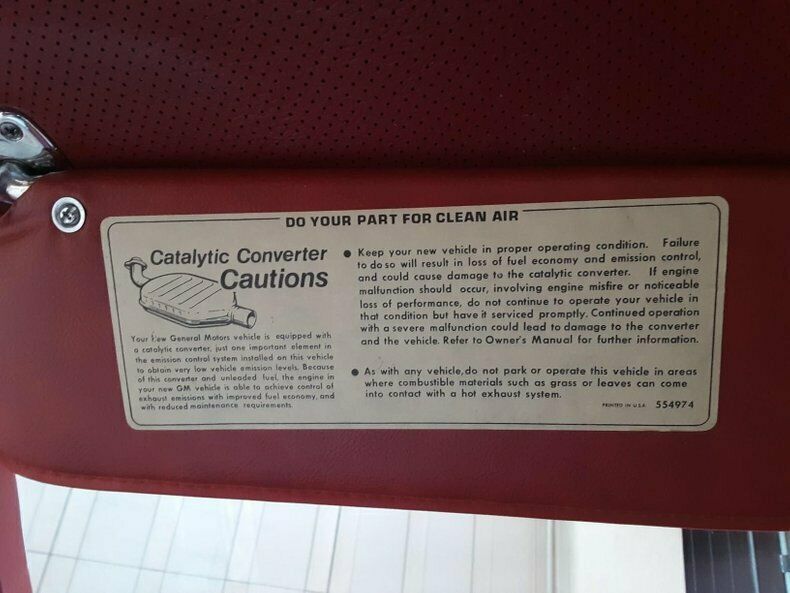 DO YOUR PART FOR CLEAN AIR
Catalytic Converter
Cautions
Your New General Motors vehicle is equipped with
a catalytic converter, just one important element in
the emission control system installed on this vehicle
to obtain very low vehicle emission levels. Because
of this converter and unleaded fuel, the engine in
your new GM vehicle is able to achieve control of
exhaust emissions with improved fuel economy, and
with reduced maintenance requirements.
● Keep your new vehicle in proper operating condition. Failure
to do so will result in loss of fuel economy and emission control,
and could cause damage to the catalytic converter. If engine
malfunction should occur, involving engine misfire or noticeable
loss of performance, do not continue to operate your vehicle in
that condition but have it serviced promptly. Continued operation
with a severe malfunction could lead to damage to the converter
and the vehicle. Refer to Owner's Manual for further information.
● As with any vehicle, do not park or operate this vehicle in areas
where combustible materials such as grass or leaves can come
into contact with a hot exhaust system.
PRINTED IN U.S.A. 554974